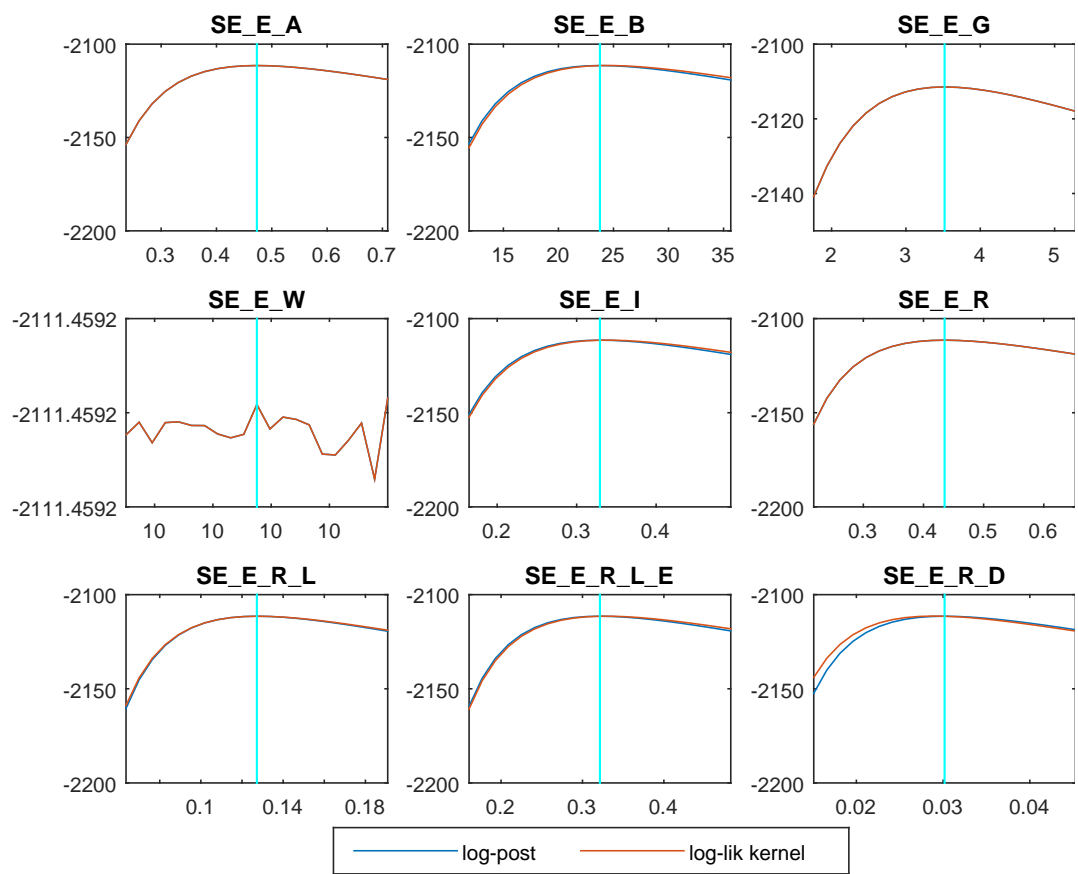 SE_E_A
-2100
-2150
-2200
0.3 0.4 0.5 0.6 0.7
SE_E_B
-2100
-2150
-2200
15 20 25 30 35
SE_E_G
-2100
-2120
-2140
2 3 4 5
SE_E_W
-2111.4592
-2111.4592
-2111.4592
10 10 10 10
SE_E_I
-2100
-2150
-2200
0.2 0.3 0.4
SE_E_R
-2100
-2150
-2200
0.3 0.4 0.5 0.6
SE_E_R_L
-2100
-2150
-2200
0.1 0.14 0.18
SE_E_R_L_E
-2100
-2150
-2200
0.2 0.3 0.4
SE_E_R_D
-2100
-2150
-2200
0.02 0.03 0.04
log-post log-lik kernel